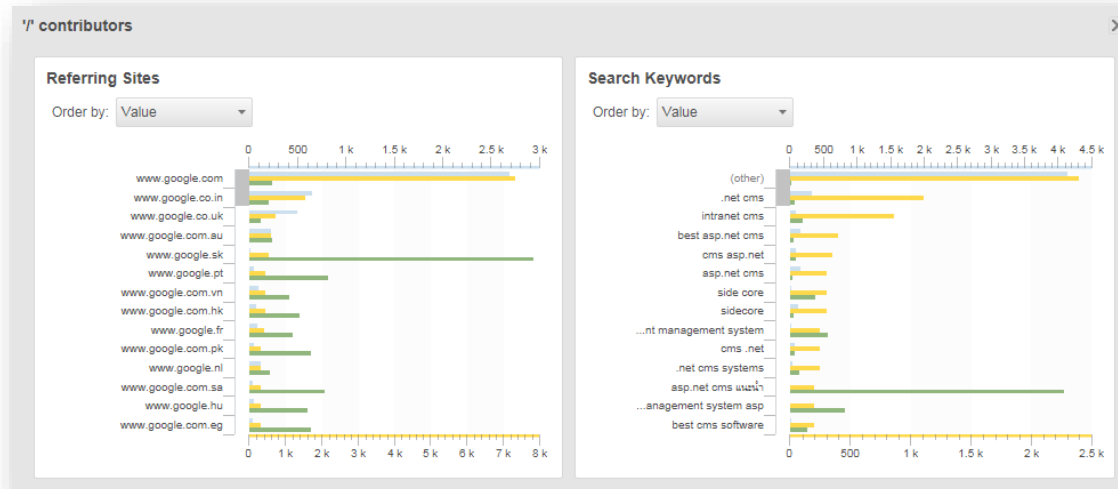 '/' contributors
Referring Sites
Order by: Value
0 500 1 k 1.5 k 2 k 2.5 k 3 k
www.google.com
www.google.co.in
www.google.co.uk
www.google.com.au
www.google.sk
www.google.pt
www.google.com.vn
www.google.com.hk
www.google.fr
www.google.com.pk
www.google.nl
www.google.com.sa
www.google.hu
www.google.com.eg
0 1 k 2 k 3 k 4 k 5 k 6 k 7 k 8 k
Search Keywords
Order by: Value
0 500 1 k 1.5 k 2 k 2.5 k 3 k 3.5 k 4 k 4.5 k
(other)
.net cms
intranet cms
best asp.net cms
cms asp.net
asp.net cms
side core
sidecore
...nt management system
cms .net
.net cms systems
asp.net cms แนะนำ
...anagement system asp
best cms software
0 500 1 k 1.5 k 2 k 2.5 k